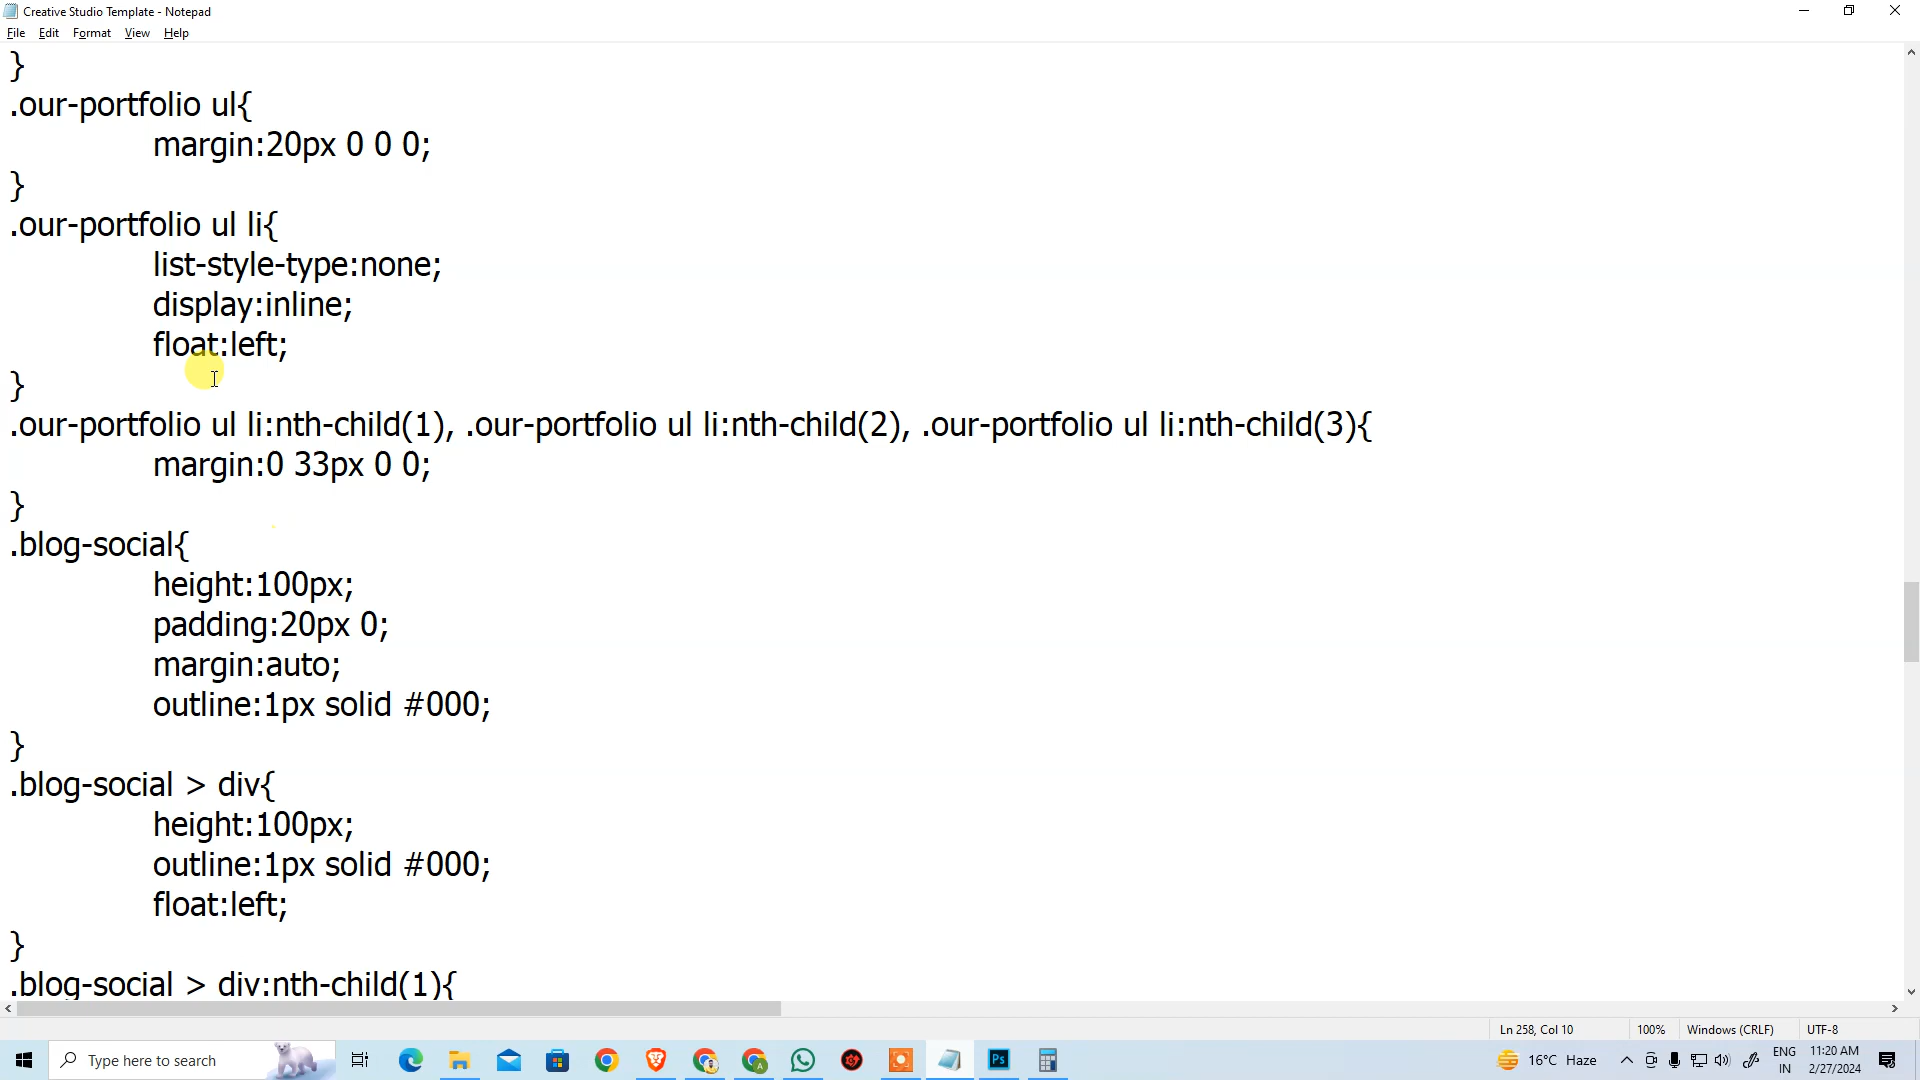 Creative Studio Template - Notepad
File Edit Format View Help
}
.our-portfolio ul{
margin:20px 0 0 0;
}
.our-portfolio ul li{
list-style-type:none;
display:inline;
float:left;
}
.our-portfolio ul li:nth-child(1), .our-portfolio ul li:nth-child(2), .our-portfolio ul li:nth-child(3){
margin:0 33px 0 0;
}
.blog-social{
height:100px;
padding:20px 0;
margin:auto;
outline:1px solid #000;
}
.blog-social > div{
height:100px;
outline:1px solid #000;
float:left;
}
.blog-social > div:nth-child(1){
Ln 258, Col 10 100% Windows (CRLF) UTF-8
Type here to search
Ps
16°C Haze
ENG
IN
11:20 AM
2/27/2024